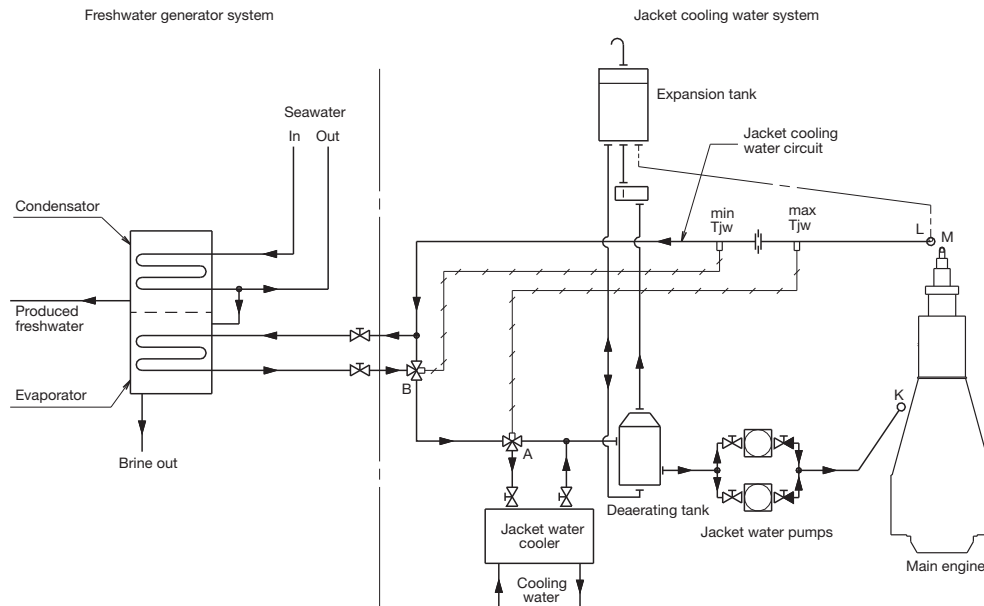 Freshwater generator system
Jacket cooling water system
Seawater
In
Out
Condensator
Produced
freshwater
Evaporator
Brine out
Expansion tank
Jacket cooling
water circuit
min
Tjw
max
Tjw
L
M
B
A
K
Deaerating tank
Jacket water
cooler
Cooling
water
Jacket water pumps
Main engine